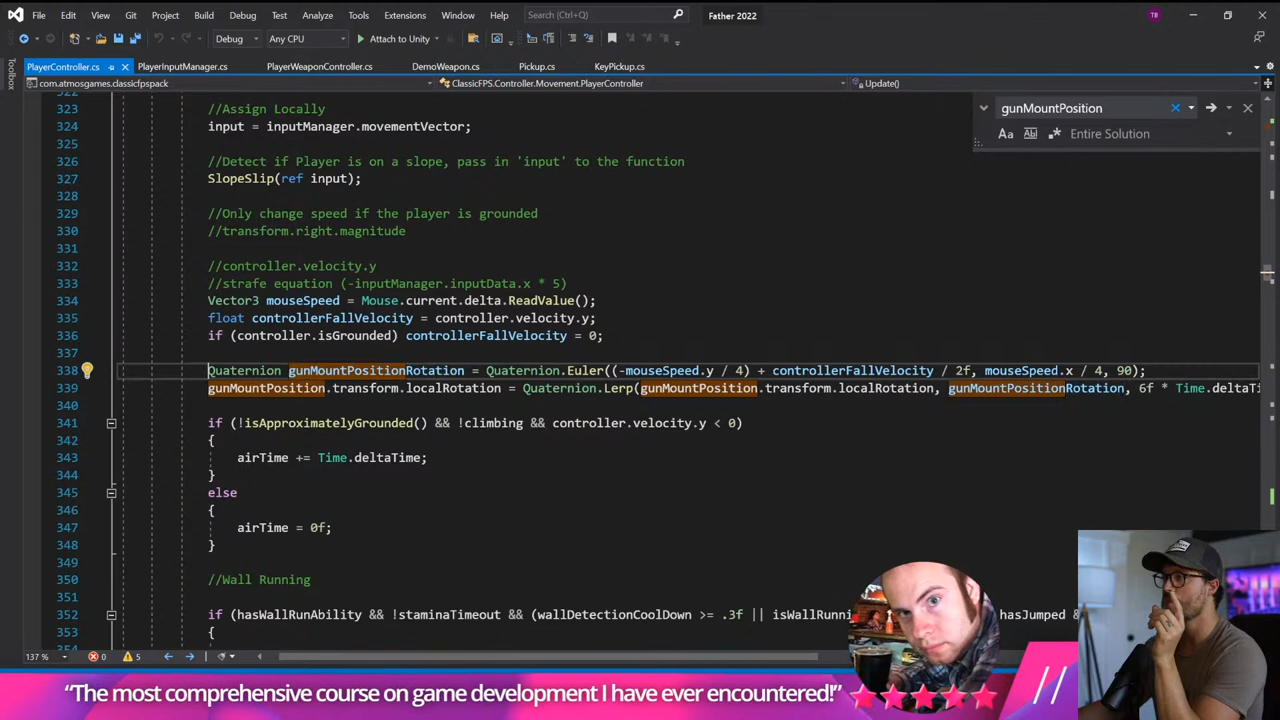 File Edit View Git Project Build Debug Test Analyze Tools Extensions Window Help Search (Ctrl+Q) Father 2022 TB
Debug Any CPU Attach to Unity
Toolbox
PlayerController.cs PlayerInputManager.cs PlayerWeaponController.cs DemoWeapon.cs Pickup.cs KeyPickup.cs
com.atmosgames.classicfpspack ClassicFPS.Controller.Movement.PlayerController Update()
gunMountPosition
Aa Entire Solution
322
323 //Assign Locally
324 input = inputManager.movementVector;
325
326 //Detect if Player is on a slope, pass in 'input' to the function
327 SlopeSlip(ref input);
328
329 //Only change speed if the player is grounded
330 //transform.right.magnitude
331
332 //controller.velocity.y
333 //strafe equation (-inputManager.inputData.x * 5)
334 Vector3 mouseSpeed = Mouse.current.delta.ReadValue();
335 float controllerFallVelocity = controller.velocity.y;
336 if (controller.isGrounded) controllerFallVelocity = 0;
337
338 Quaternion gunMountPositionRotation = Quaternion.Euler((-mouseSpeed.y / 4) + controllerFallVelocity / 2f, mouseSpeed.x / 4, 90);
339 gunMountPosition.transform.localRotation = Quaternion.Lerp(gunMountPosition.transform.localRotation, gunMountPositionRotation, 6f * Time.deltaTi
340
341 if (!isApproximatelyGrounded() && !climbing && controller.velocity.y < 0)
342 {
343 airTime += Time.deltaTime;
344 }
345 else
346 {
347 airTime = 0f;
348 }
349
350 //Wall Running
351
352 if (hasWallRunAbility && !staminaTimeout && (wallDetectionCoolDown >= .3f || isWallRunni hasJumped &
353 {
137 % 0 5
“The most comprehensive course on game development I have ever encountered!” //